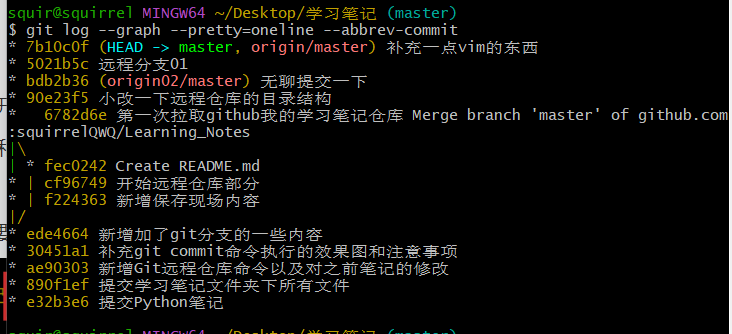 squir@squirrel MINGW64 ~/Desktop/学习笔记 (master)
$ git log --graph --pretty=oneline --abbrev-commit
* 7b10c0f (HEAD -> master, origin/master) 补充一点vim的东西
* 5021b5c 远程分支01
* bdb2b36 (origin02/master) 无聊提交一下
* 90e23f5 小改一下远程仓库的目录结构
*   6782d6e 第一次拉取github我的学习笔记仓库 Merge branch 'master' of github.com
:squirrelQWQ/Learning_Notes
|\
| * fec0242 Create README.md
* | cf96749 开始远程仓库部分
* | f224363 新增保存现场内容
|/
* ede4664 新增加了git分支的一些内容
* 30451a1 补充git commit命令执行的效果图和注意事项
* ae90303 新增Git远程仓库命令以及对之前笔记的修改
* 890f1ef 提交学习笔记文件夹下所有文件
* e32b3e6 提交Python笔记
squir@squirrel MINGW64 ~/Desktop/学习笔记 (master)